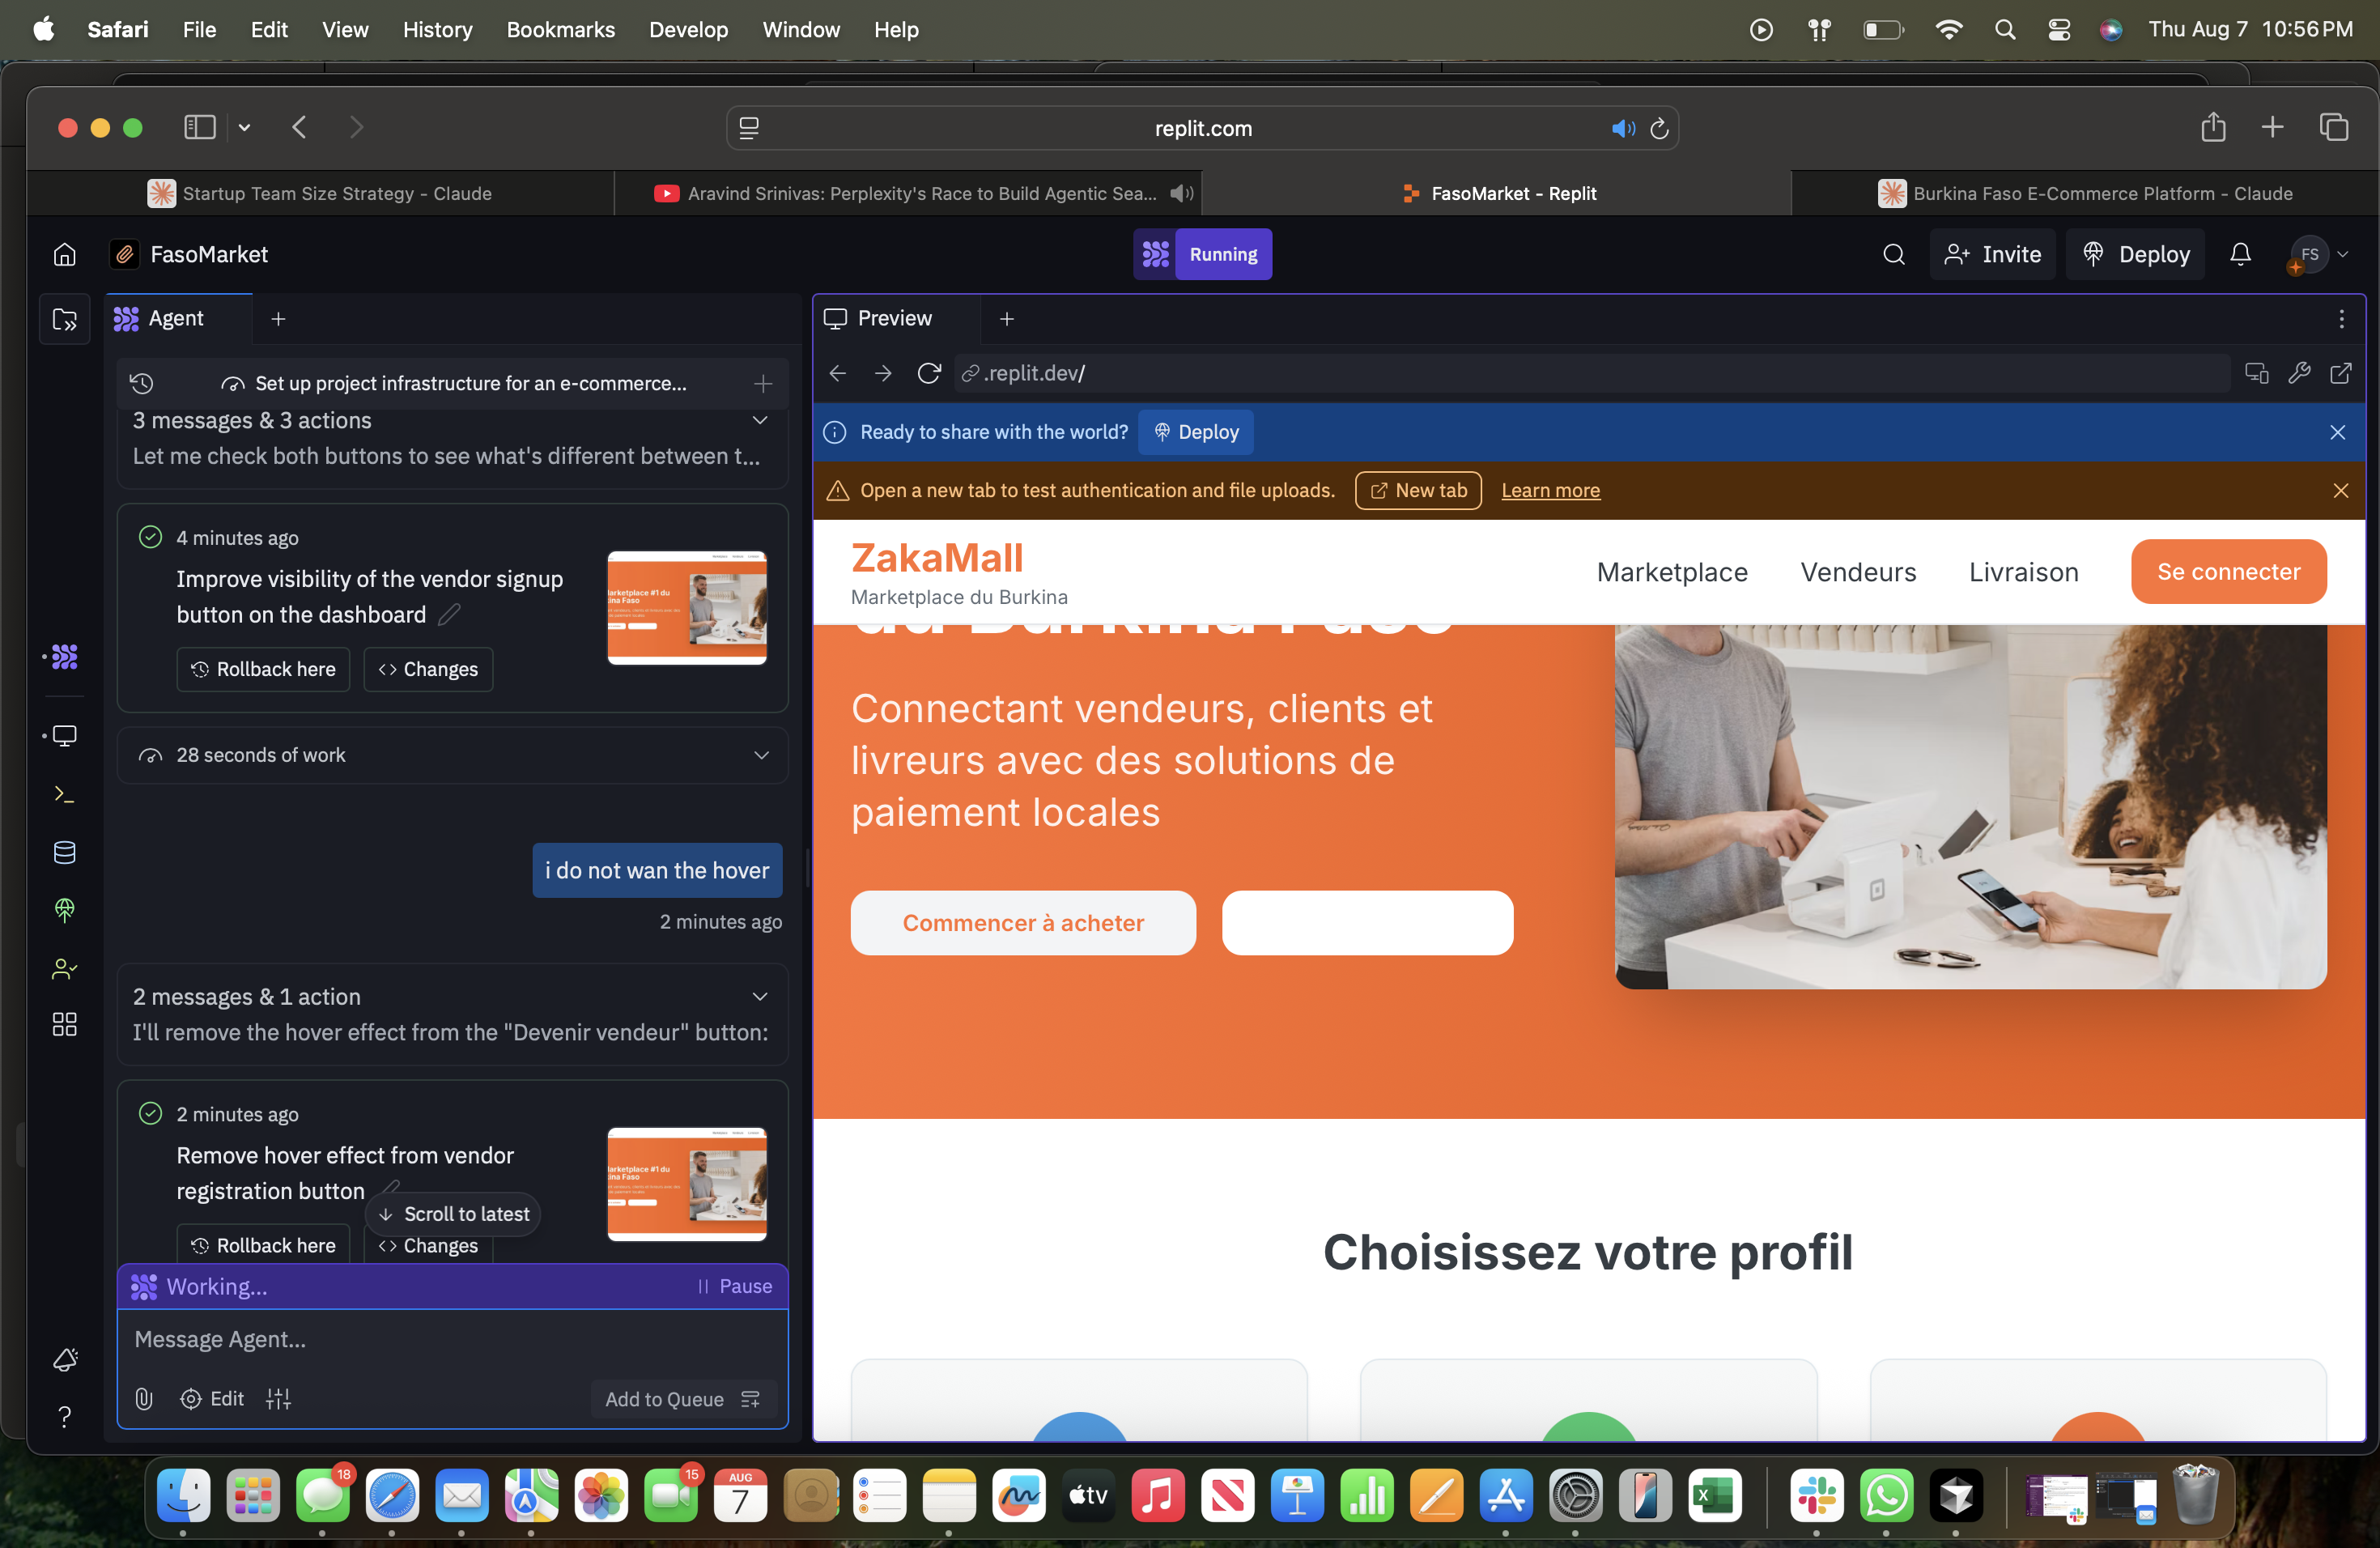 Safari File Edit View History Bookmarks Develop Window Help Thu Aug 7 10:56 PM
replit.com
Startup Team Size Strategy - Claude
Aravind Srinivas: Perplexity's Race to Build Agentic Sea...
FasoMarket - Replit
Burkina Faso E-Commerce Platform - Claude
FasoMarket
Running
Invite
Deploy
FS
Agent
Set up project infrastructure for an e-commerce...
3 messages & 3 actions
Let me check both buttons to see what's different between t...
4 minutes ago
Improve visibility of the vendor signup
button on the dashboard
Rollback here
Changes
28 seconds of work
i do not wan the hover
2 minutes ago
2 messages & 1 action
I'll remove the hover effect from the "Devenir vendeur" button:
2 minutes ago
Remove hover effect from vendor
registration button
Scroll to latest
Rollback here
Changes
Working...
Pause
Message Agent...
Edit
Add to Queue
Preview
.replit.dev/
Ready to share with the world?
Deploy
Open a new tab to test authentication and file uploads.
New tab
Learn more
ZakaMall
Marketplace du Burkina
Marketplace
Vendeurs
Livraison
Se connecter
du Burkina Faso
Connectant vendeurs, clients et
livreurs avec des solutions de
paiement locales
Commencer à acheter
Choisissez votre profil
18
15
AUG
7
tv